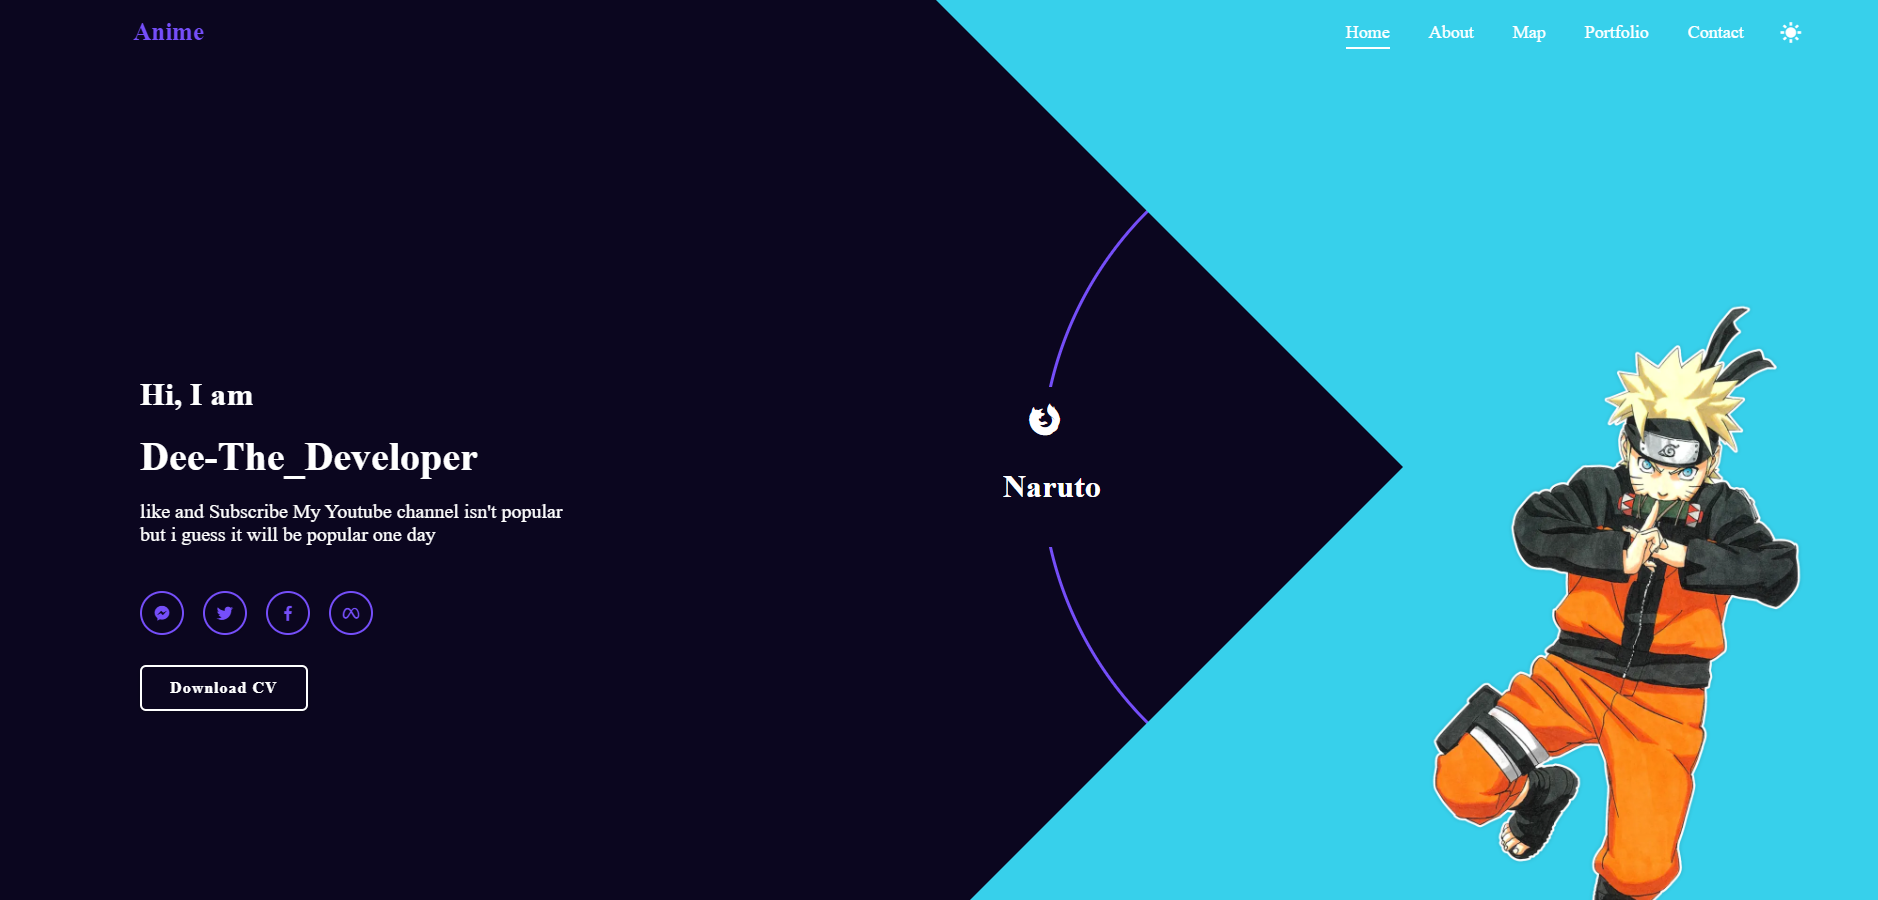 Anime
Home About Map Portfolio Contact
Hi, I am
Dee-The_Developer
like and Subscribe My Youtube channel isn't popular
but i guess it will be popular one day
Download CV
Naruto